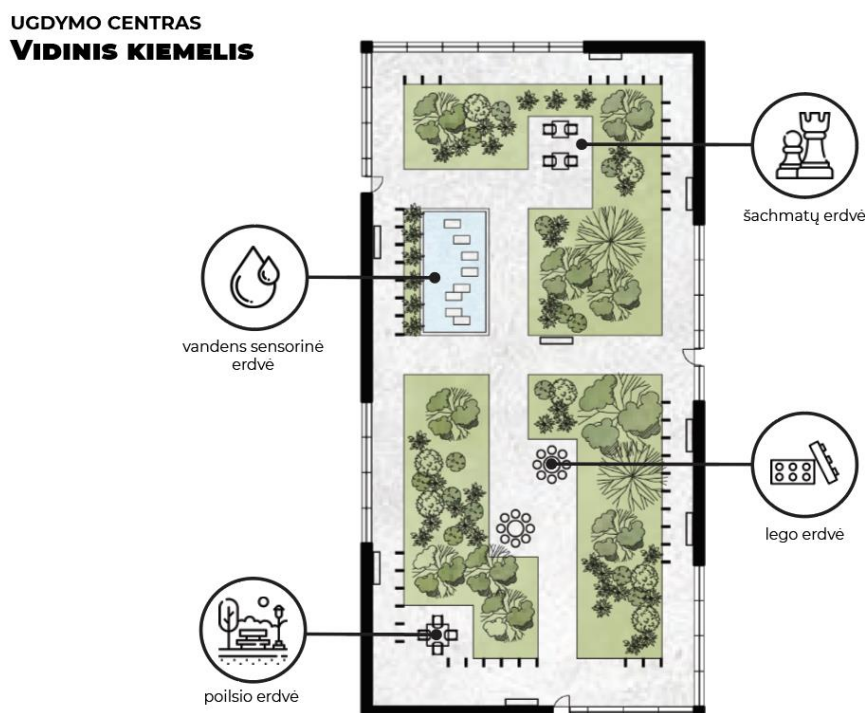 UGDYMO CENTRAS
VIDINIS KIEMELIS
šachmatų erdvė
vandens sensorinė
erdvė
lego erdvė
poilsio erdvė